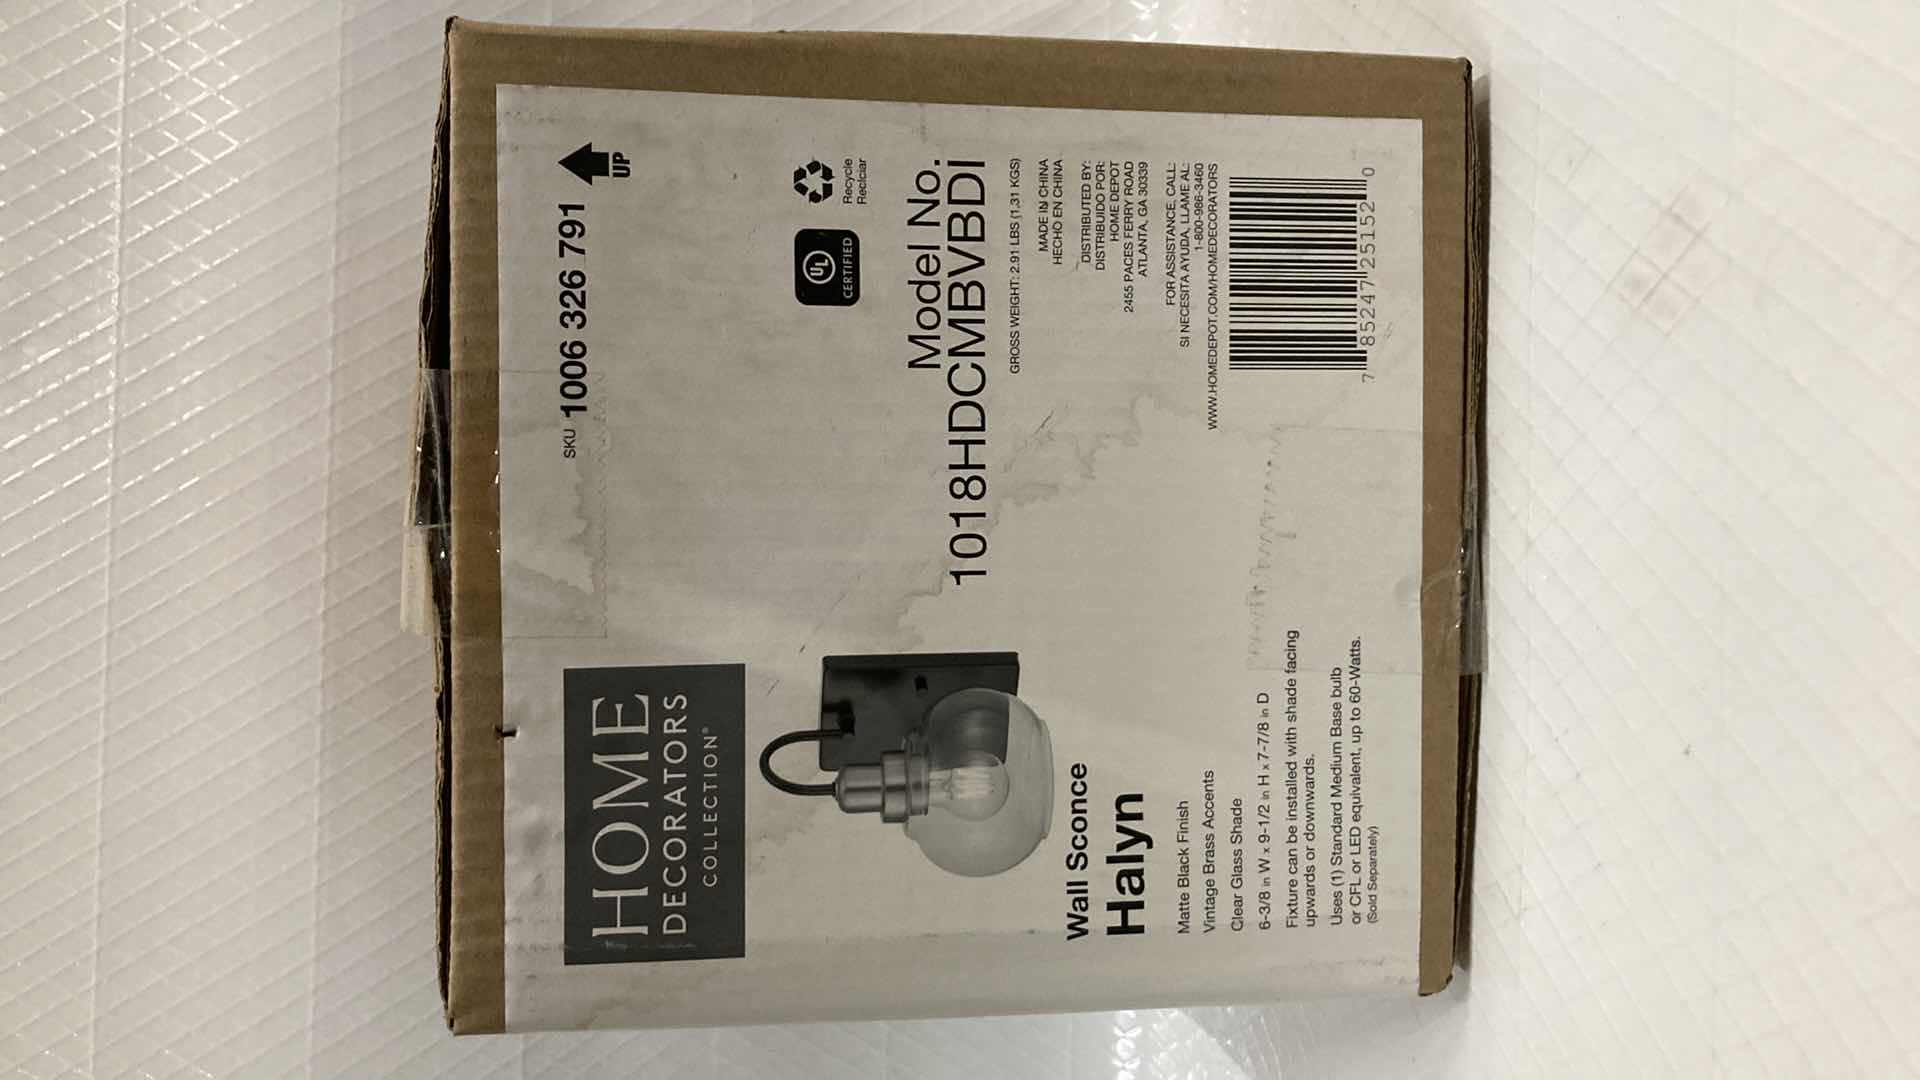 HOME
DECORATORS
COLLECTION®
SKU 1006 326 791
UP
UL
CERTIFIED
Recycle
Reciclar
Model No.
1018HDCMBVBDI
GROSS WEIGHT: 2.91 LBS (1,31 KGS)
MADE IN CHINA
HECHO EN CHINA
DISTRIBUTED BY:
DISTRIBUIDO POR:
HOME DEPOT
2455 PACES FERRY ROAD
ATLANTA, GA 30339
FOR ASSISTANCE, CALL:
SI NECESITA AYUDA, LLAME AL:
1-800-986-3460
WWW.HOMEDEPOT.COM/HOMEDECORATORS
7 85247 25152 0
Wall Sconce
Halyn
Matte Black Finish
Vintage Brass Accents
Clear Glass Shade
6-3/8 in W x 9-1/2 in H x 7-7/8 in D
Fixture can be installed with shade facing
upwards or downwards.
Uses (1) Standard Medium Base bulb
or CFL or LED equivalent, up to 60-Watts.
(Sold Separately)